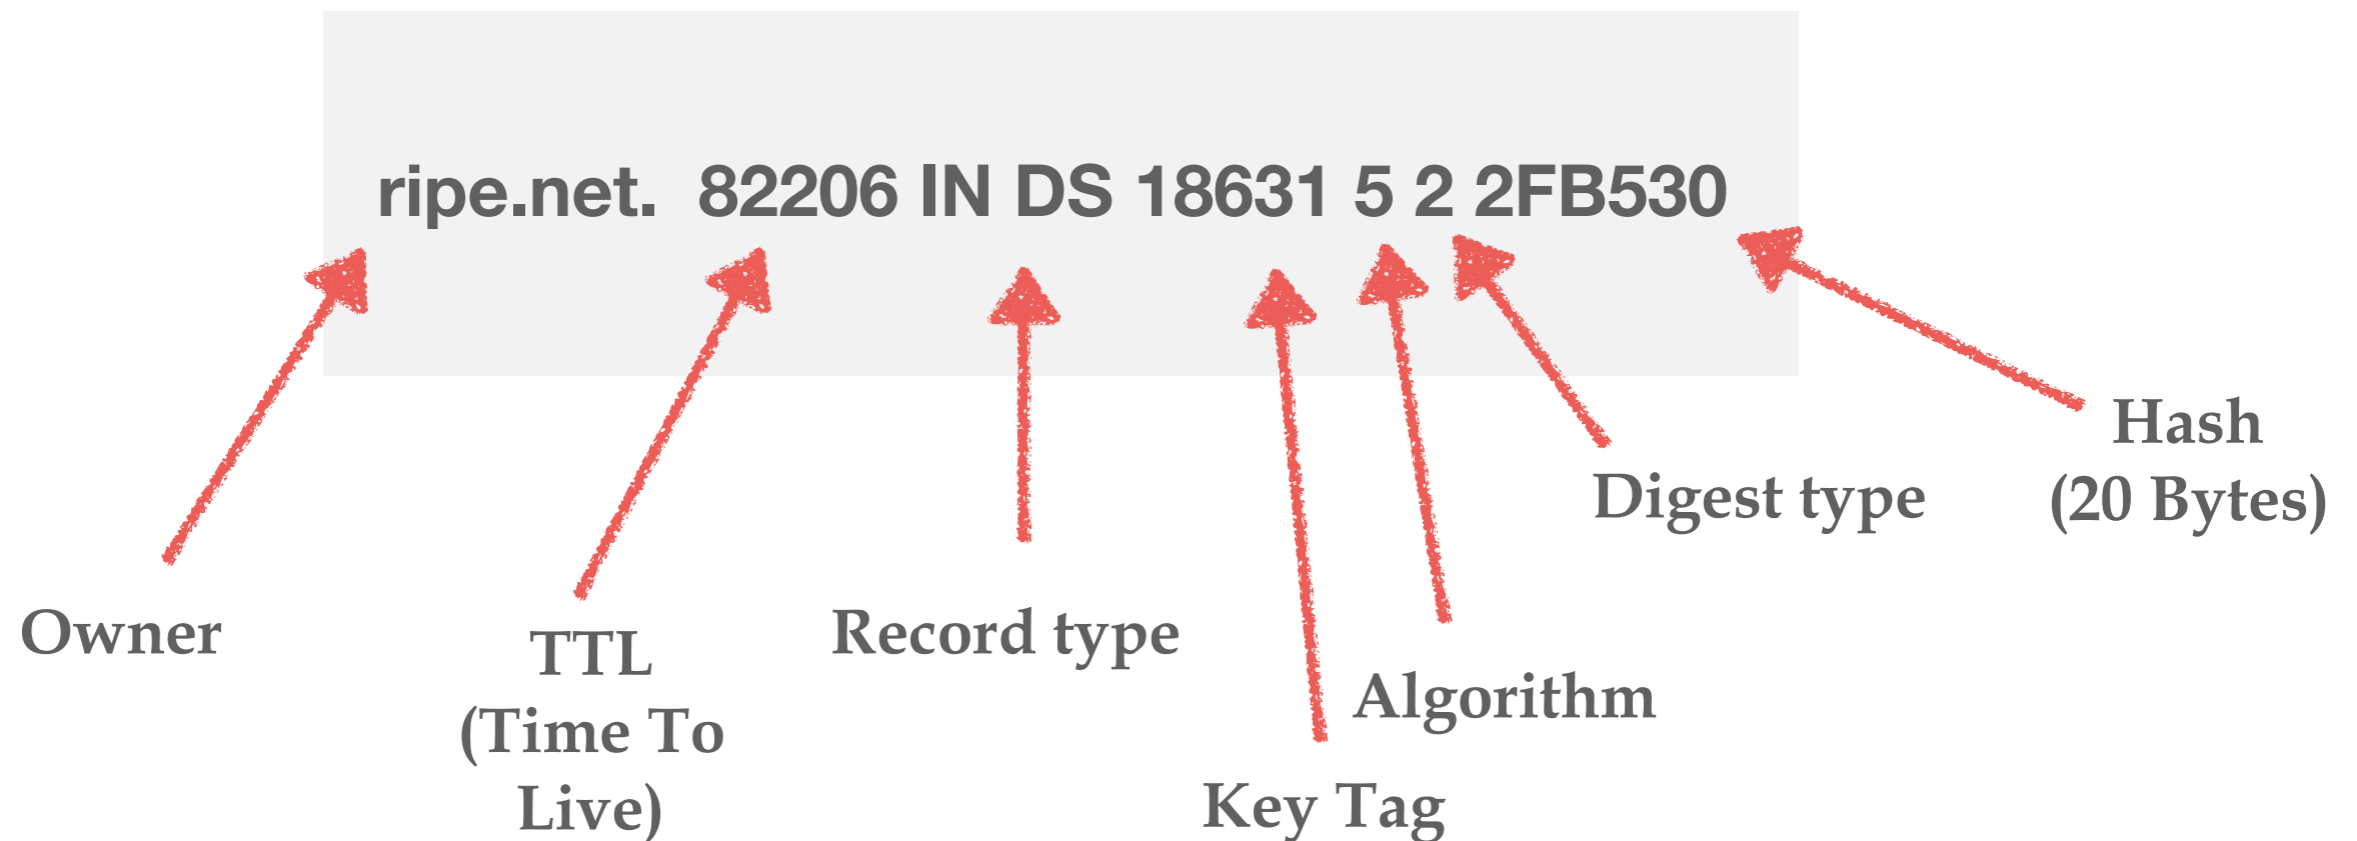 ripe.net. 82206 IN DS 18631 5 2 2FB530
Owner
TTL
(Time To
Live)
Record type
Key Tag
Algorithm
Digest type
Hash
(20 Bytes)